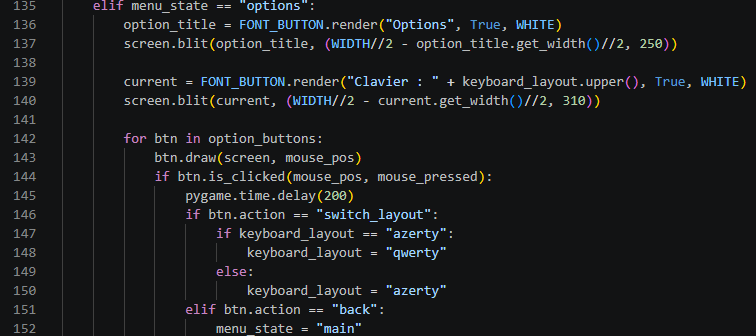 135 elif menu_state == "options":
136 option_title = FONT_BUTTON.render("Options", True, WHITE)
137 screen.blit(option_title, (WIDTH//2 - option_title.get_width()//2, 250))
138
139 current = FONT_BUTTON.render("Clavier : " + keyboard_layout.upper(), True, WHITE)
140 screen.blit(current, (WIDTH//2 - current.get_width()//2, 310))
141
142 for btn in option_buttons:
143 btn.draw(screen, mouse_pos)
144 if btn.is_clicked(mouse_pos, mouse_pressed):
145 pygame.time.delay(200)
146 if btn.action == "switch_layout":
147 if keyboard_layout == "azerty":
148 keyboard_layout = "qwerty"
149 else:
150 keyboard_layout = "azerty"
151 elif btn.action == "back":
152 menu_state = "main"